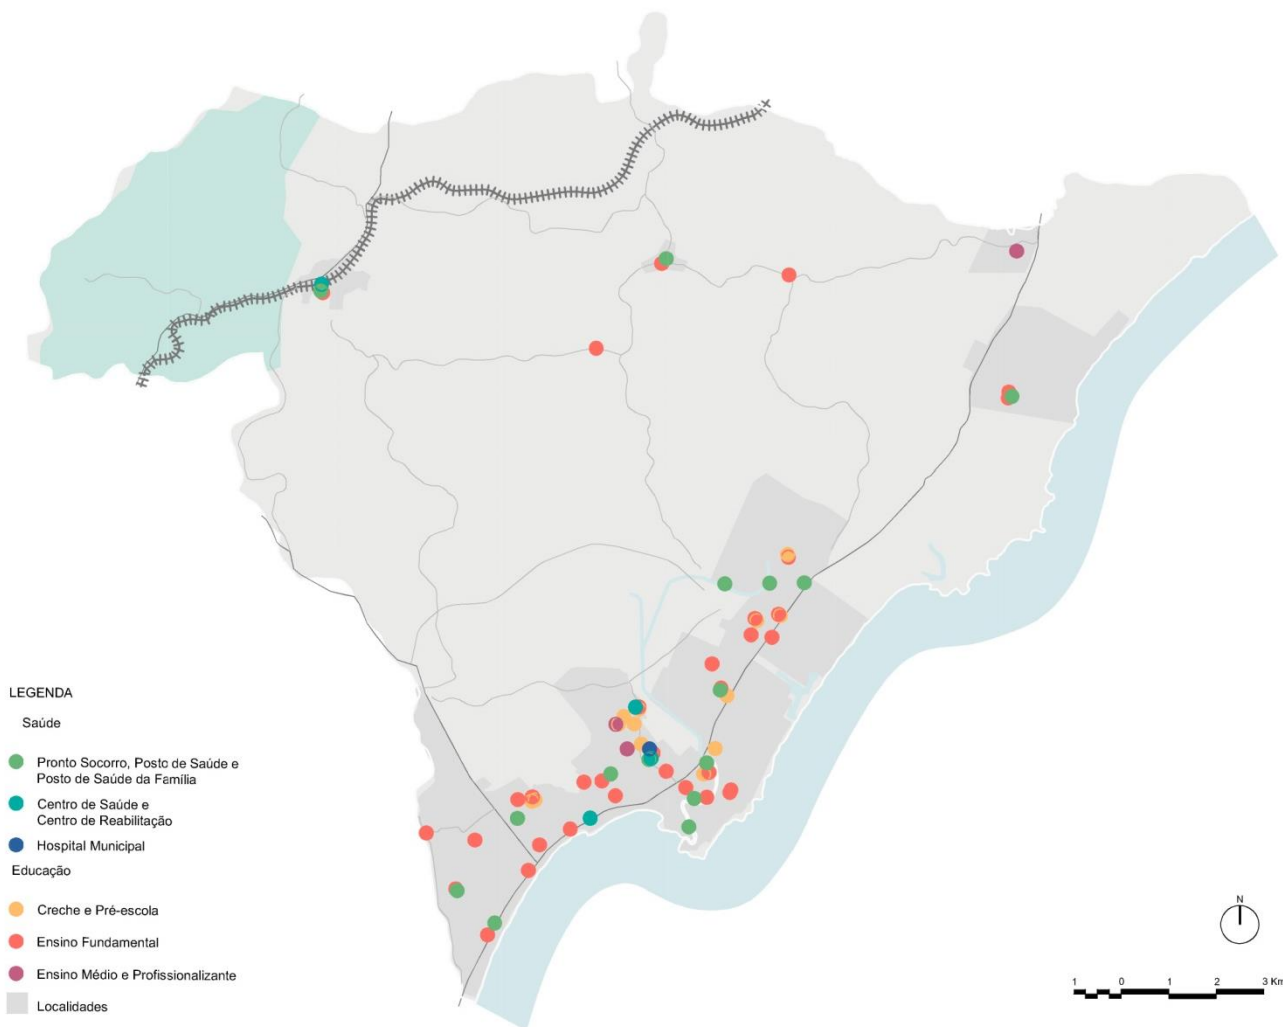 LEGENDA
Saúde
Pronto Socorro, Posto de Saúde e
Posto de Saúde da Família
Centro de Saúde e
Centro de Reabilitação
Hospital Municipal
Educação
Creche e Pré-escola
Ensino Fundamental
Ensino Médio e Profissionalizante
Localidades
N
1 0 1 2 3 Km